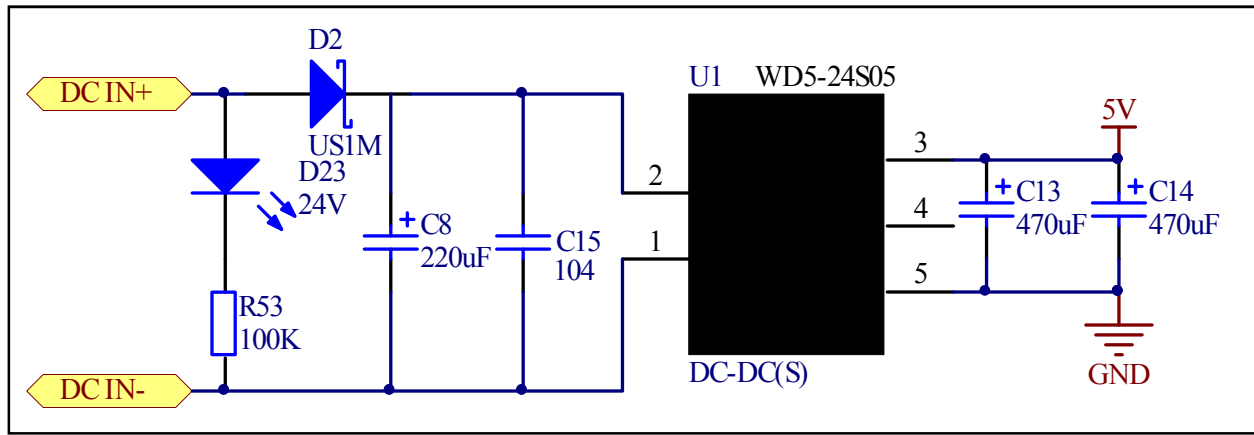 D2
DC IN+
US1M
D23
24V
R53
100K
DC IN-
C8
220uF
C15
104
U1
WD5-24S05
2
1
3
4
5
DC-DC(S)
5V
C13
470uF
C14
470uF
GND